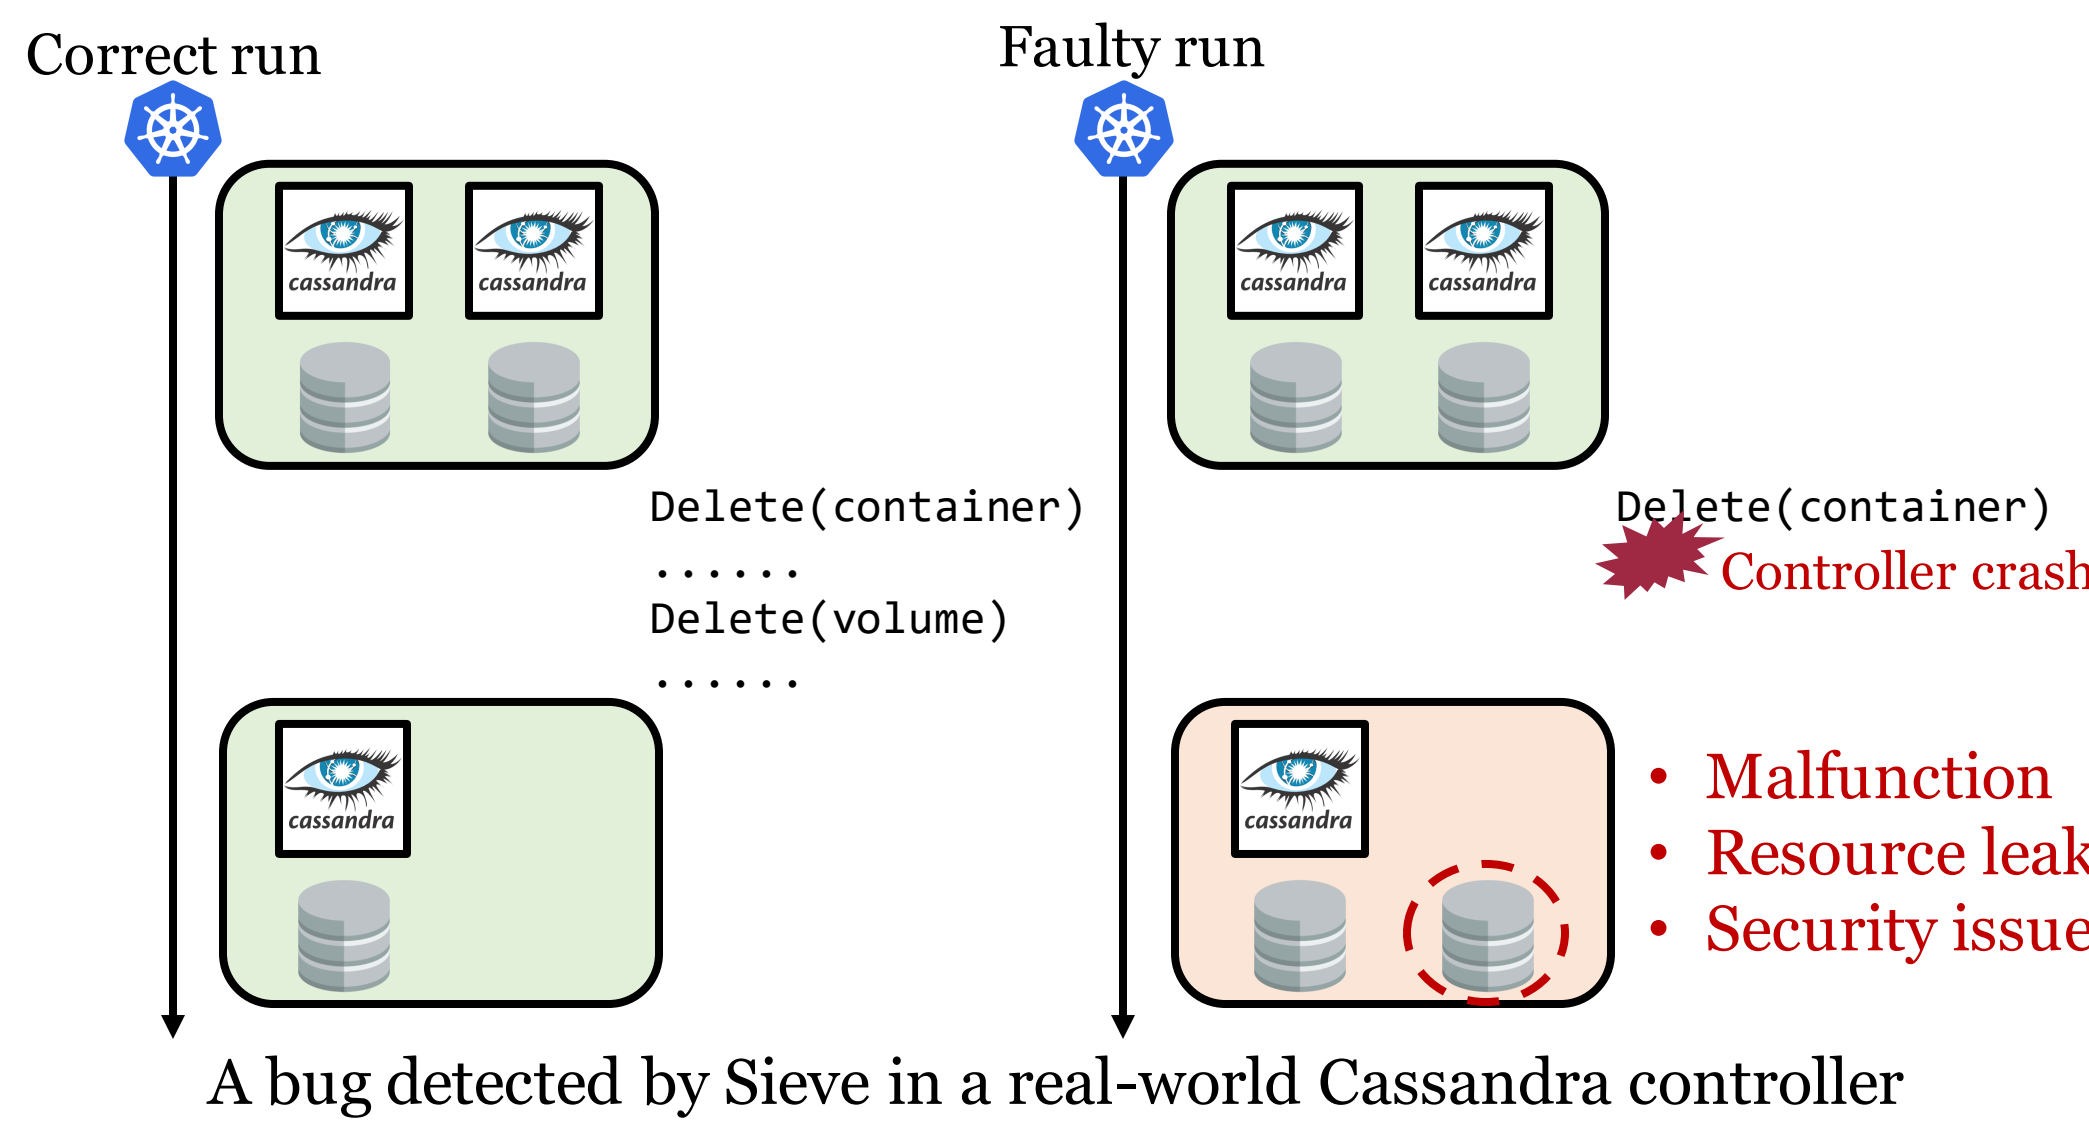 Correct run
Faulty run
cassandra
cassandra
cassandra
cassandra
Delete(container)
......
Delete(volume)
......
Delete(container)
Controller crash
cassandra
cassandra
• Malfunction
• Resource leak
• Security issue
A bug detected by Sieve in a real-world Cassandra controller